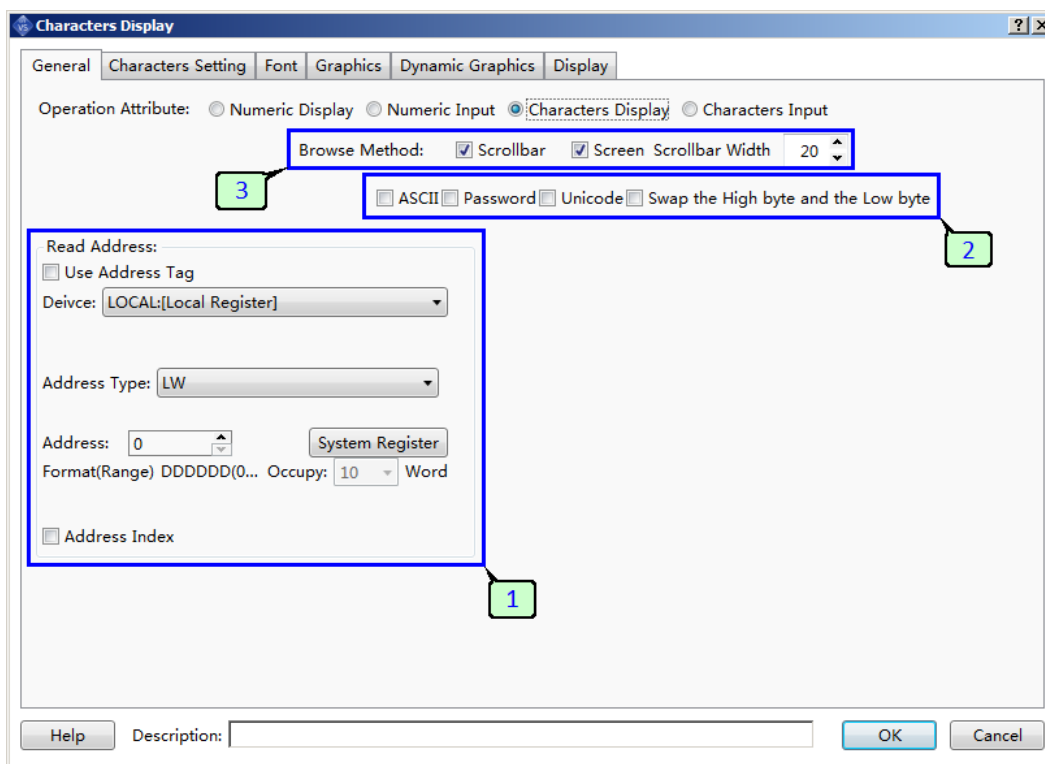 VS Characters Display ? X
General Characters Setting Font Graphics Dynamic Graphics Display
Operation Attribute: Numeric Display Numeric Input Characters Display Characters Input
Browse Method: Scrollbar Screen Scrollbar Width 20
3
ASCII Password Unicode Swap the High byte and the Low byte
2
Read Address:
Use Address Tag
Deivce: LOCAL:[Local Register]
Address Type: LW
Address: 0 System Register
Format(Range) DDDDDD(0... Occupy: 10 Word
Address Index
1
Help Description: OK Cancel